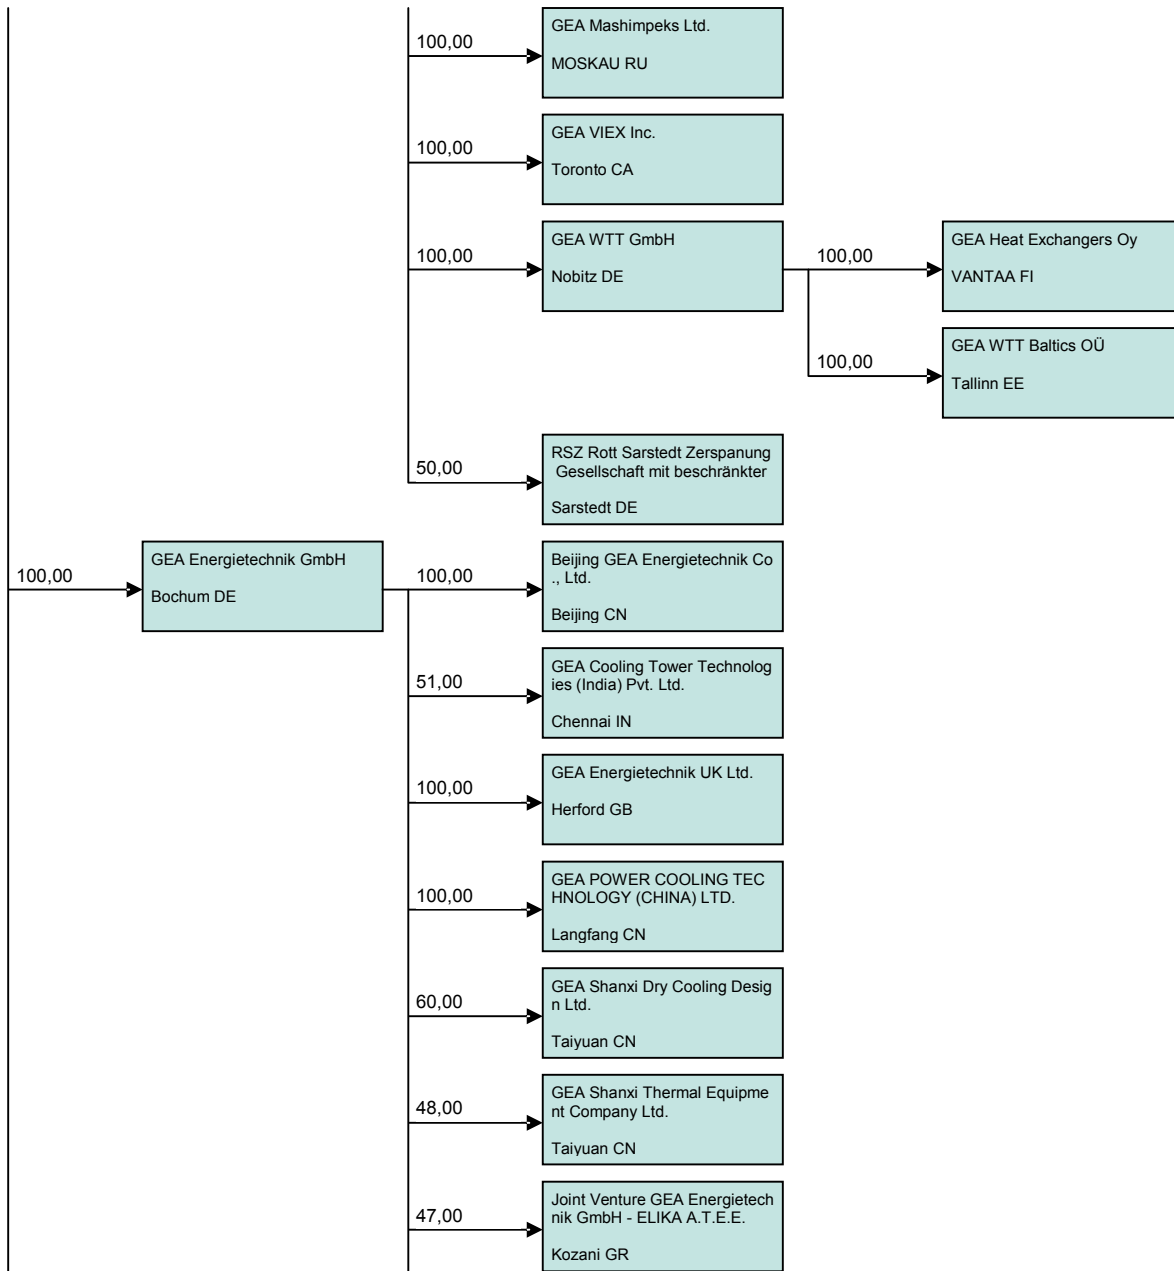 GEA Mashimpeks Ltd.
100,00
MOSKAU RU
GEA VIEX Inc.
100,00
Toronto CA
GEA WTT GmbH
100,00
Nobitz DE
GEA Heat Exchangers Oy
100,00
VANTAA FI
GEA WTT Baltics OÜ
100,00
Tallinn EE
RSZ Rott Sarstedt Zerspanung
Gesellschaft mit beschränkter
50,00
Sarstedt DE
GEA Energietechnik GmbH
100,00
Bochum DE
Beijing GEA Energietechnik Co
., Ltd.
100,00
Beijing CN
GEA Cooling Tower Technolog
ies (India) Pvt. Ltd.
51,00
Chennai IN
GEA Energietechnik UK Ltd.
100,00
Herford GB
GEA POWER COOLING TEC
HNOLOGY (CHINA) LTD.
100,00
Langfang CN
GEA Shanxi Dry Cooling Desig
n Ltd.
60,00
Taiyuan CN
GEA Shanxi Thermal Equipme
nt Company Ltd.
48,00
Taiyuan CN
Joint Venture GEA Energietech
nik GmbH - ELIKA A.T.E.E.
47,00
Kozani GR